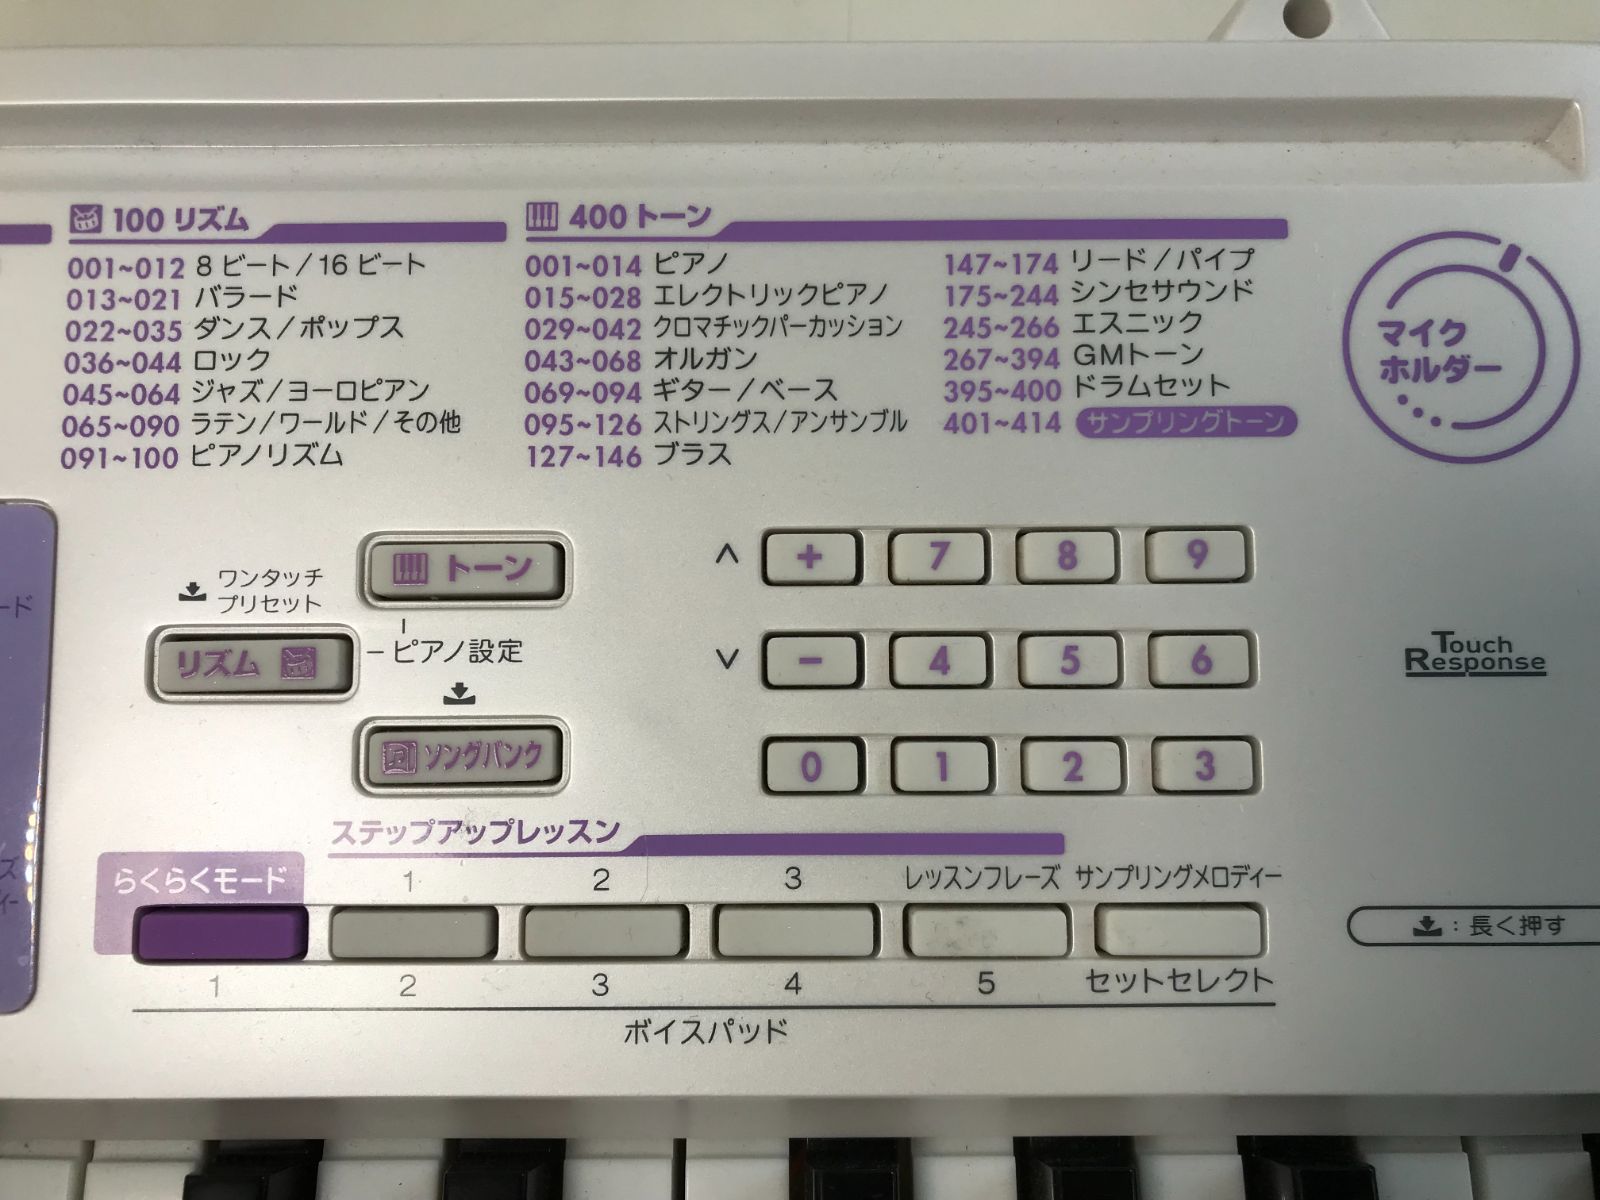 100 リズム
001~012 8 ビート/16 ビート
013~021 バラード
022~035 ダンス/ポップス
036~044 ロック
045~064 ジャズ/ヨーロピアン
065~090 ラテン/ワールド/その他
091~100 ピアノリズム
400 トーン
001~014 ピアノ
015~028 エレクトリックピアノ
029~042 クロマチックパーカッション
043~068 オルガン
069~094 ギター/ベース
095~126 ストリングス/アンサンブル
127~146 ブラス
147~174 リード/パイプ
175~244 シンセサウンド
245~266 エスニック
267~394 GMトーン
395~400 ドラムセット
401~414 サンプリングトーン
マイク
ホルダー
ワンタッチ
プリセット
トーン
リズム
ピアノ設定
ソングバンク
+ 7 8 9
− 4 5 6
0 1 2 3
Touch
Response
ステップアップレッスン
らくらくモード 1 2 3 レッスンフレーズ サンプリングメロディー
1 2 3 4 5 セットセレクト
ボイスパッド
: 長く押す
ード
ズ
ィー